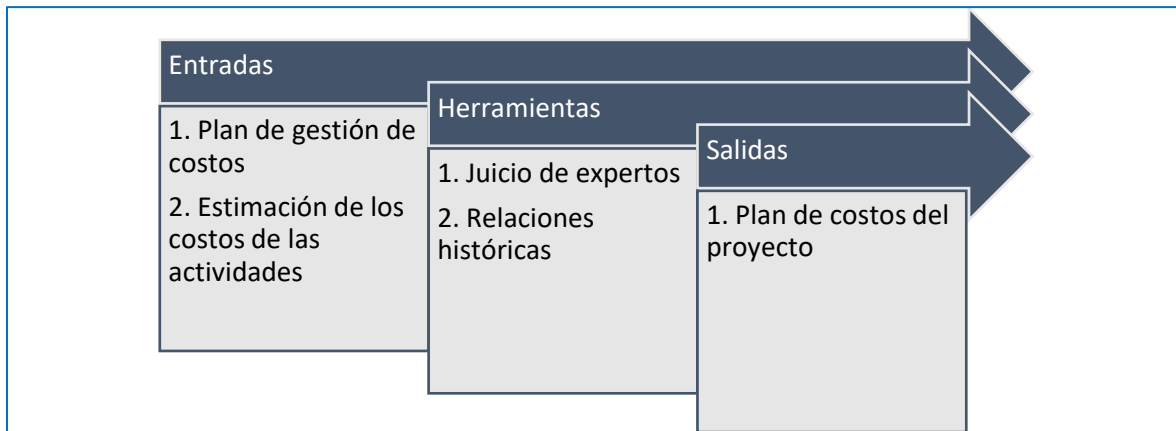 Entradas
1. Plan de gestión de
costos
2. Estimación de los
costos de las
actividades
Herramientas
1. Juicio de expertos
2. Relaciones
históricas
Salidas
1. Plan de costos del
proyecto